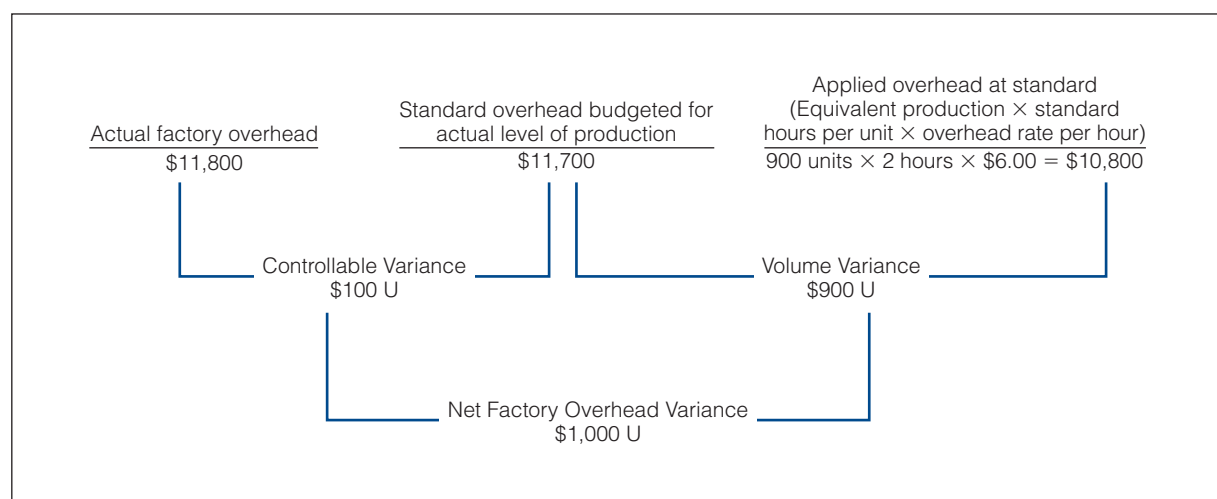 Actual factory overhead
$11,800
Standard overhead budgeted for
actual level of production
$11,700
Applied overhead at standard
(Equivalent production × standard
hours per unit × overhead rate per hour)
900 units × 2 hours × $6.00 = $10,800
Controllable Variance
$100 U
Volume Variance
$900 U
Net Factory Overhead Variance
$1,000 U